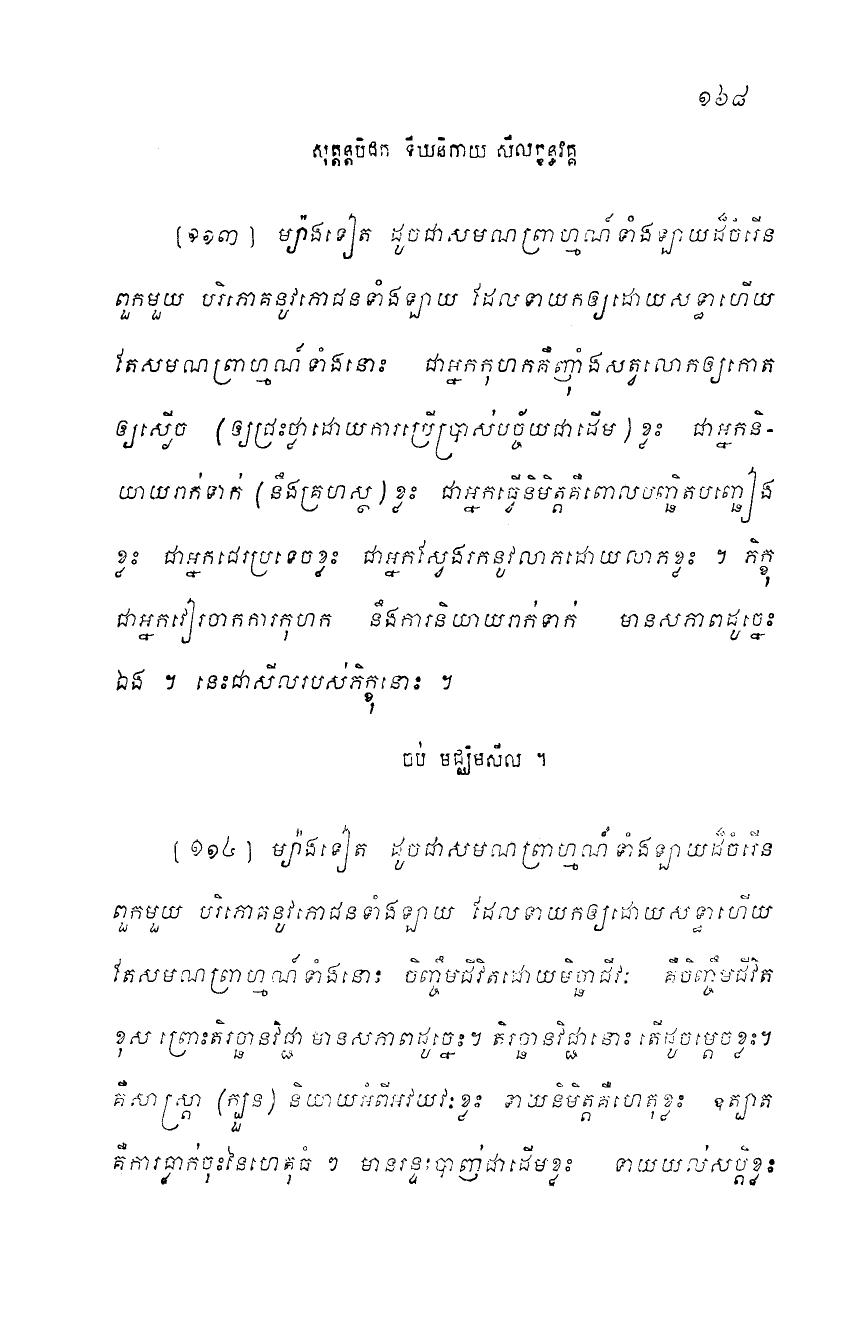 ១៦៨
សុត្តន្តបិដក ទីឃនិកាយ សីលក្ខន្ធវគ្គ
[១១៣] ម្យ៉ាងទៀត ដូចជាសមណព្រាហ្មណ៍ទាំងឡាយដ៏ចំរើន
ពួកមួយ បរិភោគនូវភោជនទាំងឡាយ ដែលទាយកឲ្យដោយសទ្ធាហើយ
តែសមណព្រាហ្មណ៍ទាំងនោះ ជាអ្នកកុហកគឺញុំាងសត្វលោកឲ្យកោត
ឲ្យស្ញើច (ឲ្យជ្រះថ្លាដោយការប្រើប្រាស់បច្ច័យជាដើម) ខ្លះ ជាអ្នកនិ-
យាយរាក់ទាក់ (នឹងគ្រហស្ថ) ខ្លះ ជាអ្នកធ្វើនិមិត្តគឺពោលបញ្ឆិតបញ្ឆៀង
ខ្លះ ជាអ្នកជេរប្រទេចខ្លះ ជាអ្នកស្វែងរកនូវលាភដោយលាភខ្លះ ។ ភិក្ខុ
ជាអ្នកវៀរចាកការកុហក នឹងការនិយាយរាក់ទាក់ មានសភាពដូច្នេះ
ឯង ។ នេះជាសីលរបស់ភិក្ខុនោះ ។
ចប់ មជ្ឈិមសីល ។
[១១៤] ម្យ៉ាងទៀត ដូចជាសមណព្រាហ្មណ៍ទាំងឡាយដ៏ចំរើន
ពួកមួយ បរិភោគនូវភោជនទាំងឡាយ ដែលទាយកឲ្យដោយសទ្ធាហើយ
តែសមណព្រាហ្មណ៍ទាំងនោះ ចិញ្ចឹមជីវិតដោយមិច្ឆាជីវៈ គឺចិញ្ចឹមជីវិត
ខុស ព្រោះតិរច្ឆានវិជ្ជា មានសភាពដូច្នេះ។ តិរច្ឆានវិជ្ជានោះ តើដូចម្តេចខ្លះ។
គឺសាស្ត្រា (ក្បួន) និយាយអំពីអវយវៈខ្លះ ទាយនិមិត្តគឺហេតុខ្លះ ឧត្បាត
គឺការធ្លាក់ចុះនៃហេតុធំ ៗ មានរន្ទះបាញ់ជាដើមខ្លះ ទាយយល់សប្តិខ្លះ